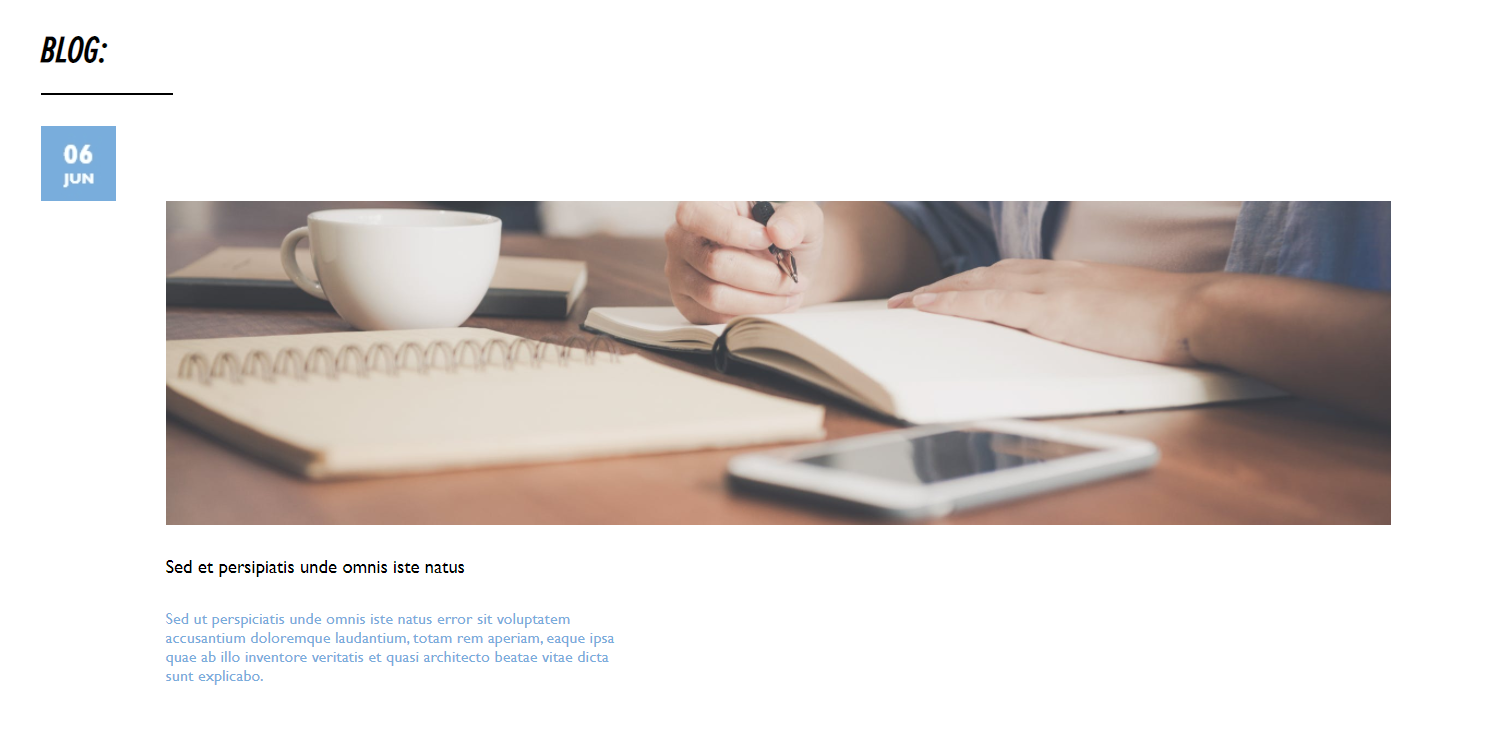 BLOG:
06
JUN
Sed et persipiatis unde omnis iste natus
Sed ut perspiciatis unde omnis iste natus error sit voluptatem
accusantium doloremque laudantium, totam rem aperiam, eaque ipsa
quae ab illo inventore veritatis et quasi architecto beatae vitae dicta
sunt explicabo.